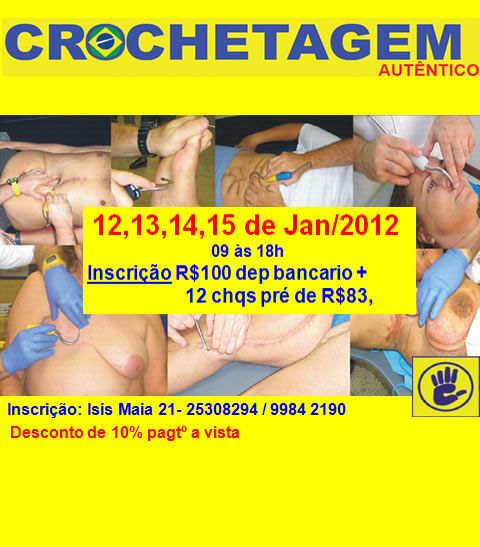 CROCHETAGEM
AUTÊNTICO
12,13,14,15 de Jan/2012
09 às 18h
Inscrição R$100 dep bancario +
12 chqs pré de R$83,
Inscrição: Isis Maia 21- 25308294 / 9984 2190
Desconto de 10% pagtº a vista